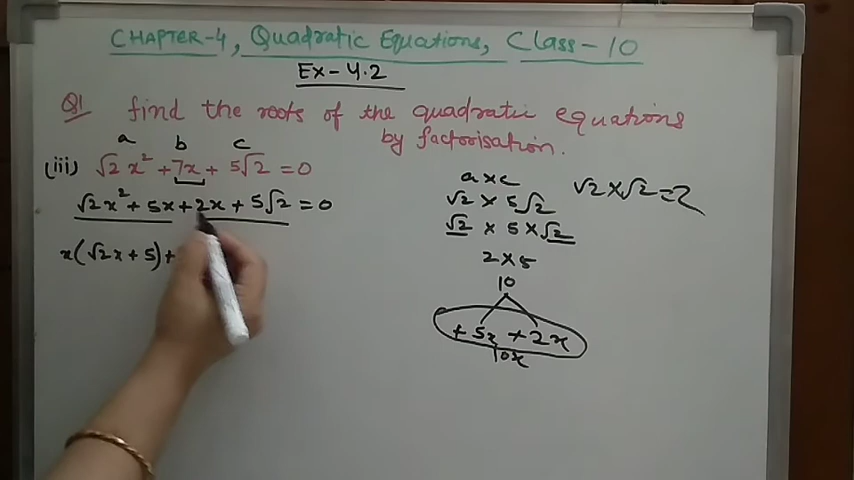 CHAPTER-4, Quadratic Equations, Class-10
Ex-4.2
Q1 find the roots of the quadratic equations
by factorisation.
a b c
(iii) √2 x² + 7x + 5√2 = 0
√2x² + 5x + 2x + 5√2 = 0
x(√2x + 5) +
a x c
√2 x 5√2
√2 x 5 x √2
2 x 5
10
+5x +2x
10x
√2 x √2 = 2